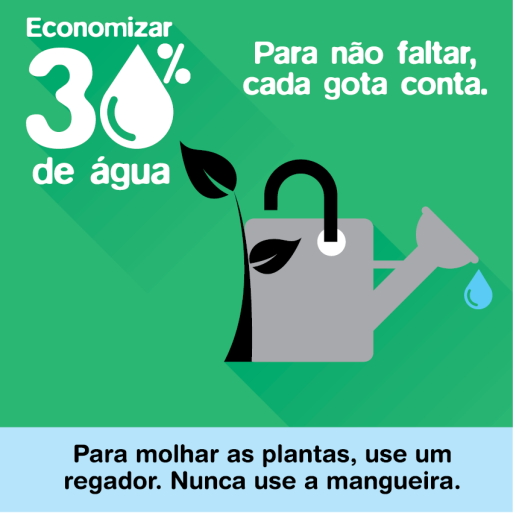 Economizar
30%
de água
Para não faltar,
cada gota conta.
Para molhar as plantas, use um
regador. Nunca use a mangueira.